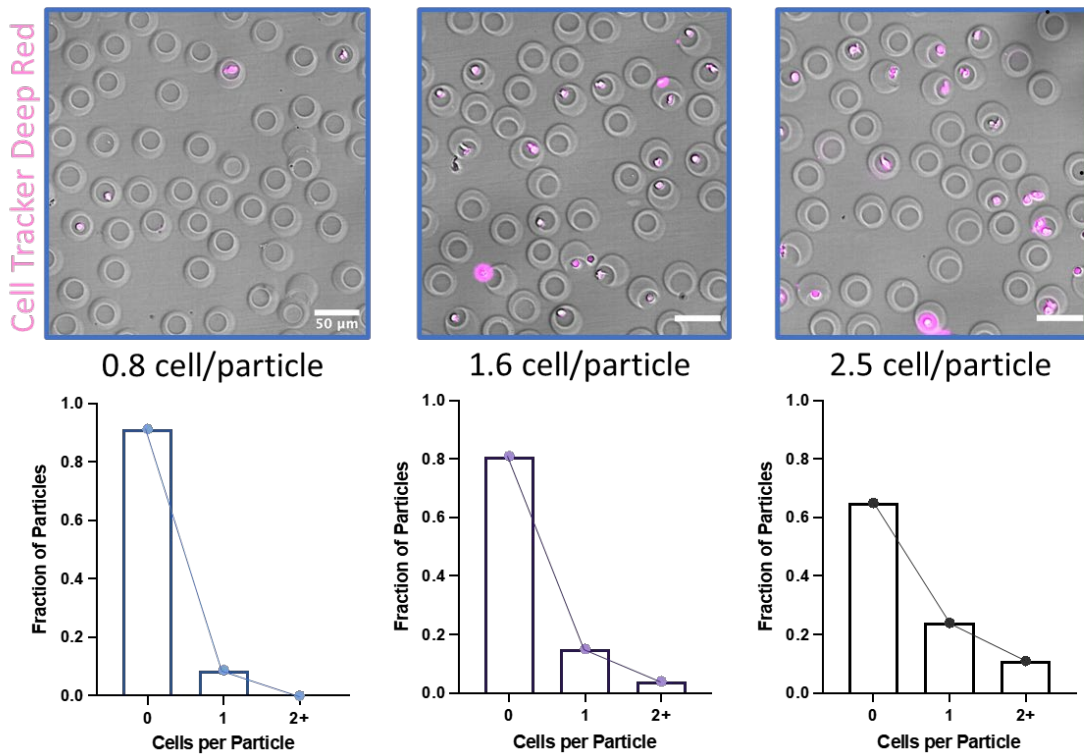 Cell Tracker Deep Red
50 µm
0.8 cell/particle
1.6 cell/particle
2.5 cell/particle
Fraction of Particles
1.0
0.8
0.6
0.4
0.2
0.0
0
1
2+
Cells per Particle
Fraction of Particles
1.0
0.8
0.6
0.4
0.2
0.0
0
1
2+
Cells per Particle
Fraction of Particles
1.0
0.8
0.6
0.4
0.2
0.0
0
1
2+
Cells per Particle